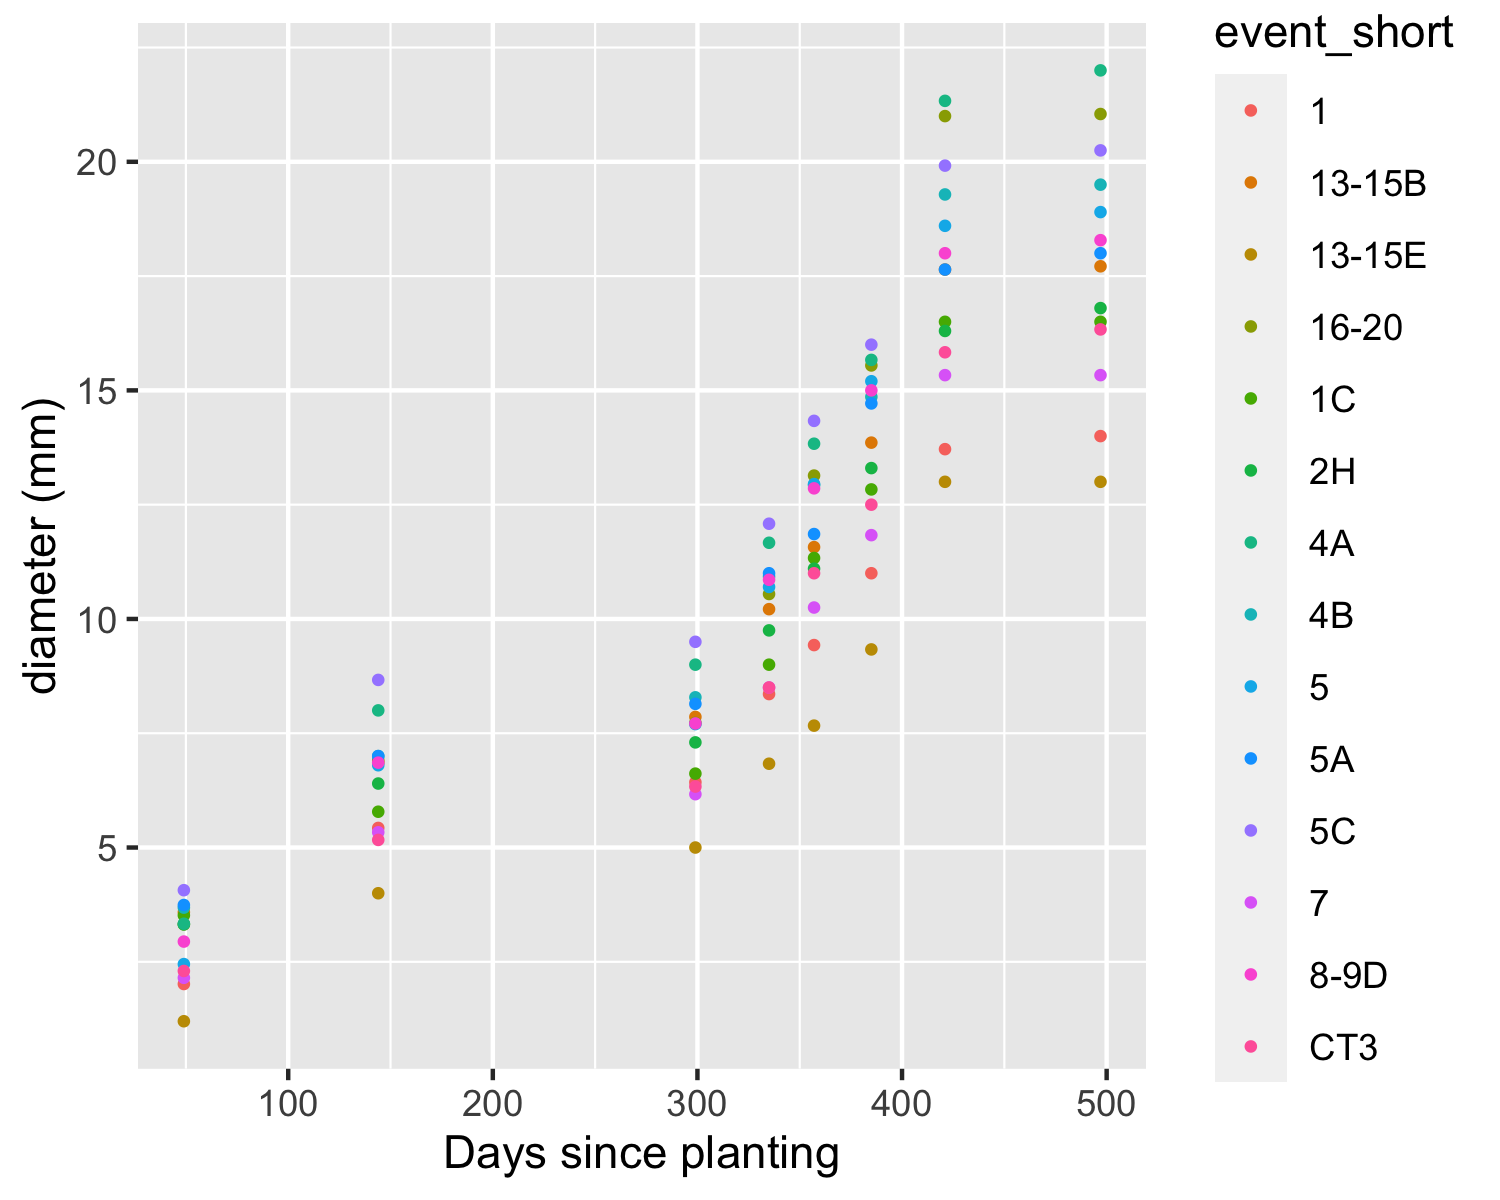 event_short
1
13-15B
13-15E
16-20
1C
2H
4A
4B
5
5A
5C
7
8-9D
CT3
diameter (mm)
20
15
10
5
100 200 300 400 500
Days since planting